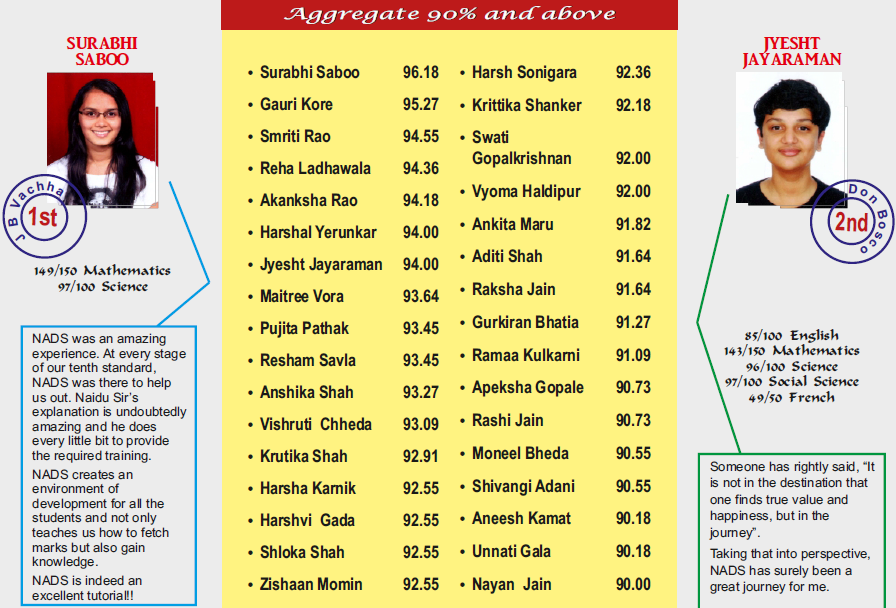 Aggregate 90% and above
SURABHI
SABOO
J B Vachha
1st
149/150 Mathematics
97/100 Science
NADS was an amazing
experience. At every stage
of our tenth standard,
NADS was there to help
us out. Naidu Sir's
explanation is undoubtedly
amazing and he does
every little bit to provide
the required training.
NADS creates an
environment of
development for all the
students and not only
teaches us how to fetch
marks but also gain
knowledge.
NADS is indeed an
excellent tutorial!!
• Surabhi Saboo 96.18
• Gauri Kore 95.27
• Smriti Rao 94.55
• Reha Ladhawala 94.36
• Akanksha Rao 94.18
• Harshal Yerunkar 94.00
• Jyesht Jayaraman 94.00
• Maitree Vora 93.64
• Pujita Pathak 93.45
• Resham Savla 93.45
• Anshika Shah 93.27
• Vishruti Chheda 93.09
• Krutika Shah 92.91
• Harsha Karnik 92.55
• Harshvi Gada 92.55
• Shloka Shah 92.55
• Zishaan Momin 92.55
• Harsh Sonigara 92.36
• Krittika Shanker 92.18
• Swati
Gopalkrishnan 92.00
• Vyoma Haldipur 92.00
• Ankita Maru 91.82
• Aditi Shah 91.64
• Raksha Jain 91.64
• Gurkiran Bhatia 91.27
• Ramaa Kulkarni 91.09
• Apeksha Gopale 90.73
• Rashi Jain 90.73
• Moneel Bheda 90.55
• Shivangi Adani 90.55
• Aneesh Kamat 90.18
• Unnati Gala 90.18
• Nayan Jain 90.00
JYESHT
JAYARAMAN
Don Bosco
2nd
85/100 English
143/150 Mathematics
96/100 Science
97/100 Social Science
49/50 French
Someone has rightly said, "It
is not in the destination that
one finds true value and
happiness, but in the
journey".
Taking that into perspective,
NADS has surely been a
great journey for me.